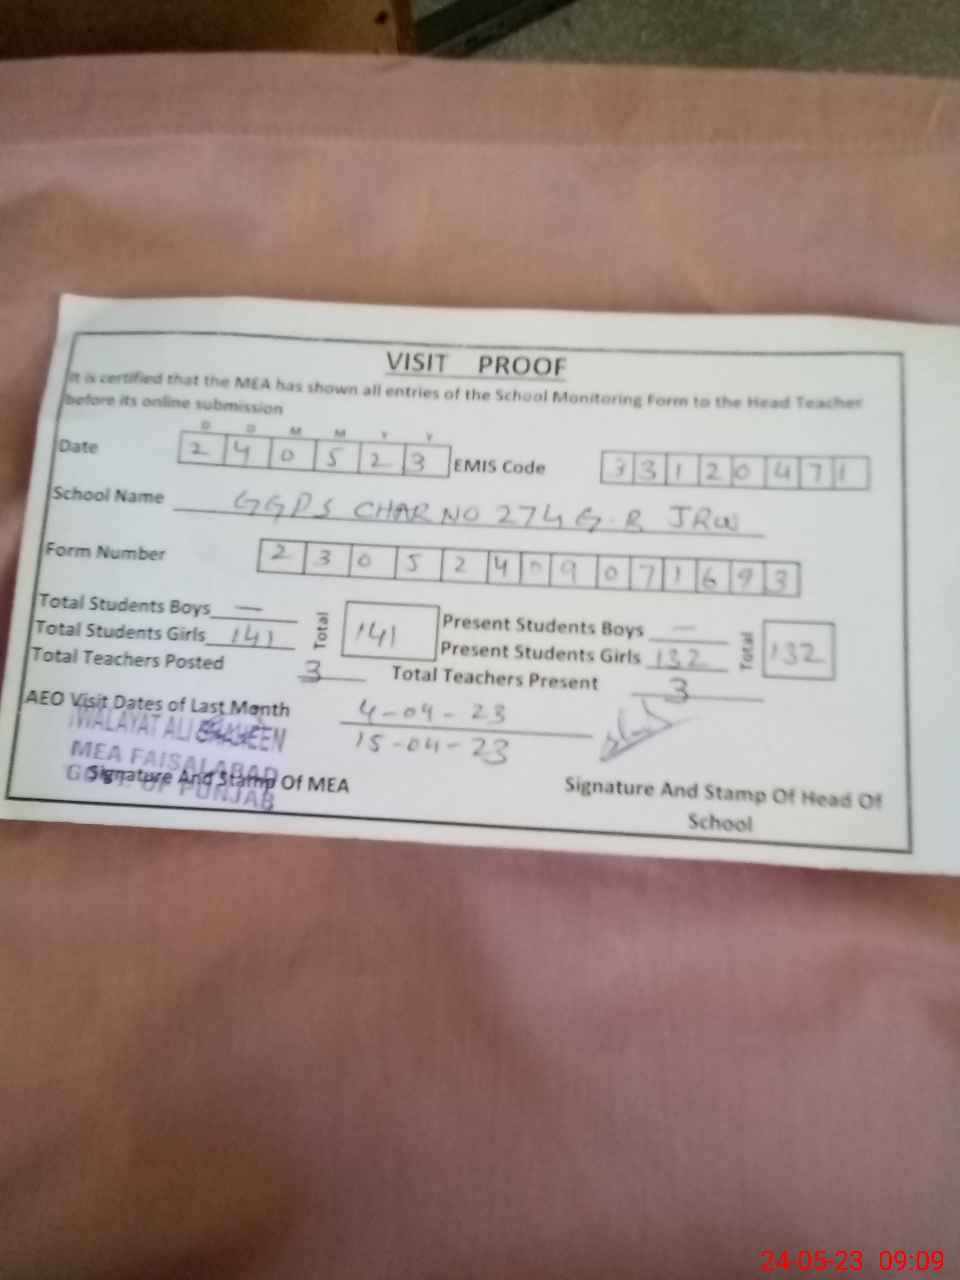 VISIT PROOF
It is certified that the MEA has shown all entries of the School Monitoring Form to the Head Teacher
before its online submission
D D M M Y Y
Date 2 4 0 5 2 3 EMIS Code 3 3 1 2 0 4 7 1
School Name GGPS CHAR NO 274 G.B JRW
Form Number 2 3 0 5 2 4 0 9 0 7 1 6 9 3
Total Students Boys — Total 141 Present Students Boys — Total 132
Total Students Girls 141 Present Students Girls 132
Total Teachers Posted 3 Total Teachers Present 3
AEO Visit Dates of Last Month 4-04-23
15-04-23
WALAYAT ALI
MEA FAISALABAD
GOVT. OF PUNJAB
Signature And Stamp Of MEA Signature And Stamp Of Head Of
School
24-05-23 09:09